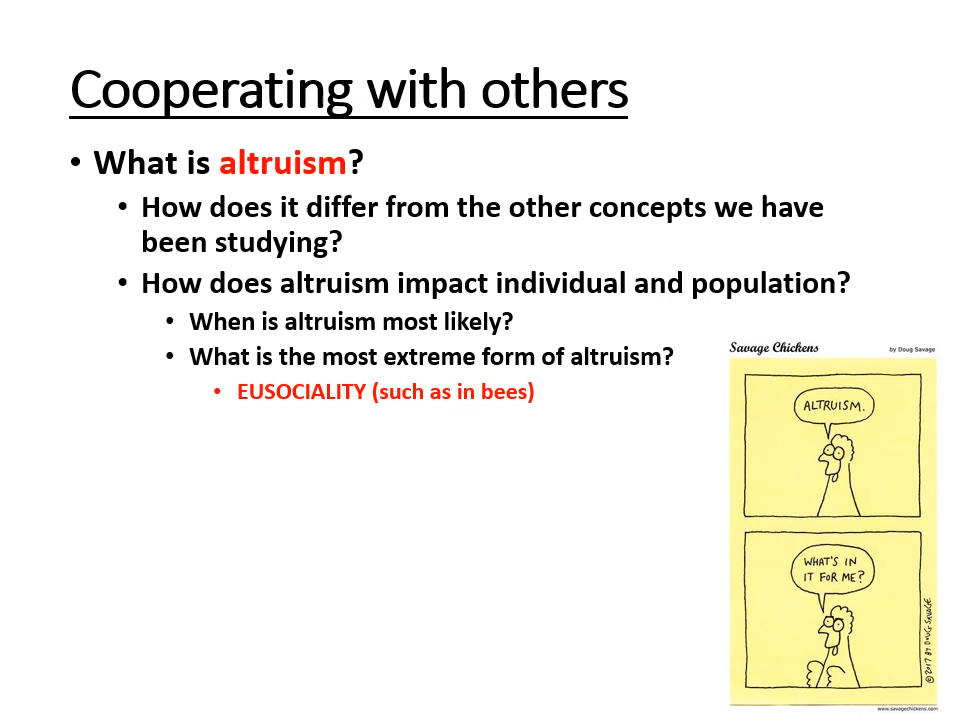 Cooperating with others
• What is altruism?
• How does it differ from the other concepts we have
been studying?
• How does altruism impact individual and population?
• When is altruism most likely?
• What is the most extreme form of altruism?
• EUSOCIALITY (such as in bees)
Savage Chickens
by Doug Savage
ALTRUISM.
WHAT'S IN
IT FOR ME?
© 2017 BY DOUG SAVAGE
www.savagechickens.com